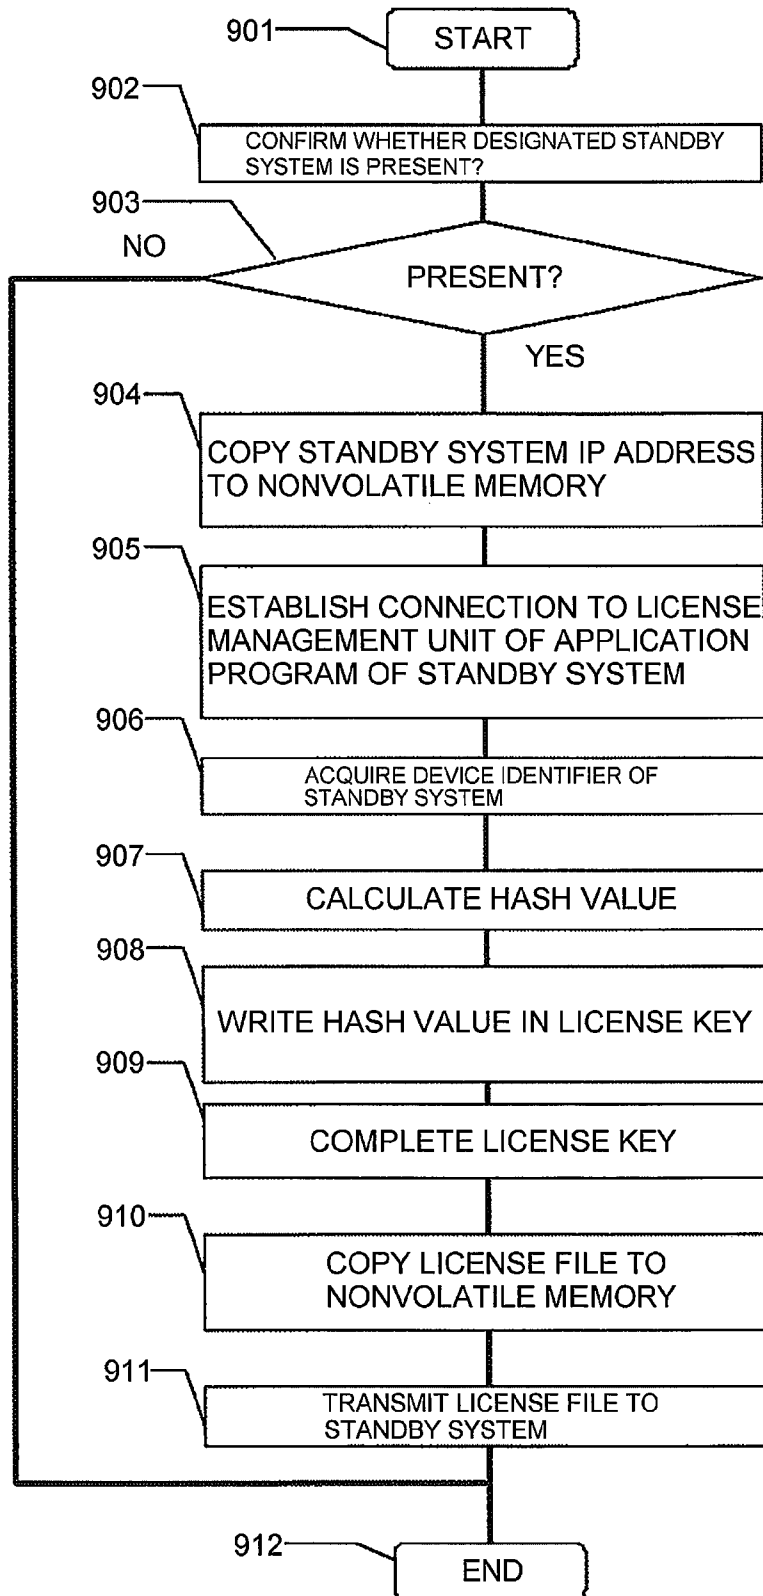 901
START
902
CONFIRM WHETHER DESIGNATED STANDBY
SYSTEM IS PRESENT?
903
NO
PRESENT?
YES
904
COPY STANDBY SYSTEM IP ADDRESS
TO NONVOLATILE MEMORY
905
ESTABLISH CONNECTION TO LICENSE
MANAGEMENT UNIT OF APPLICATION
PROGRAM OF STANDBY SYSTEM
906
ACQUIRE DEVICE IDENTIFIER OF
STANDBY SYSTEM
907
CALCULATE HASH VALUE
908
WRITE HASH VALUE IN LICENSE KEY
909
COMPLETE LICENSE KEY
910
COPY LICENSE FILE TO
NONVOLATILE MEMORY
911
TRANSMIT LICENSE FILE TO
STANDBY SYSTEM
912
END